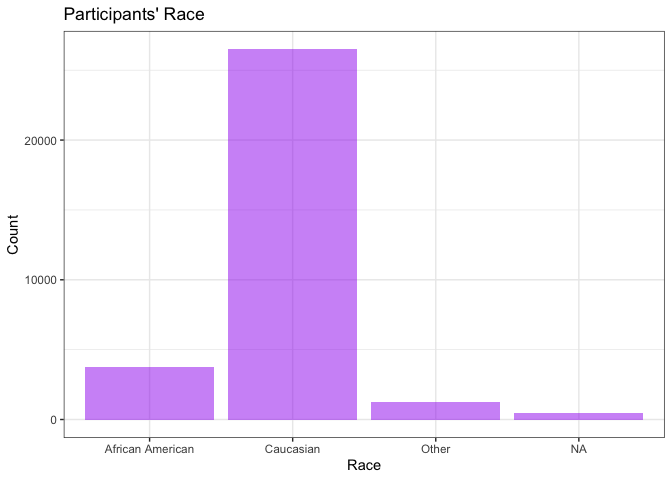 Participants' Race
Count
20000
10000
0
African American Caucasian Other NA
Race